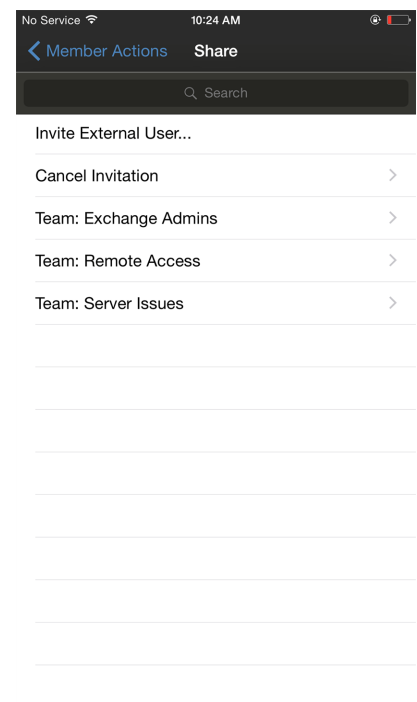 No Service 10:24 AM
Member Actions Share
Search
Invite External User...
Cancel Invitation
Team: Exchange Admins
Team: Remote Access
Team: Server Issues